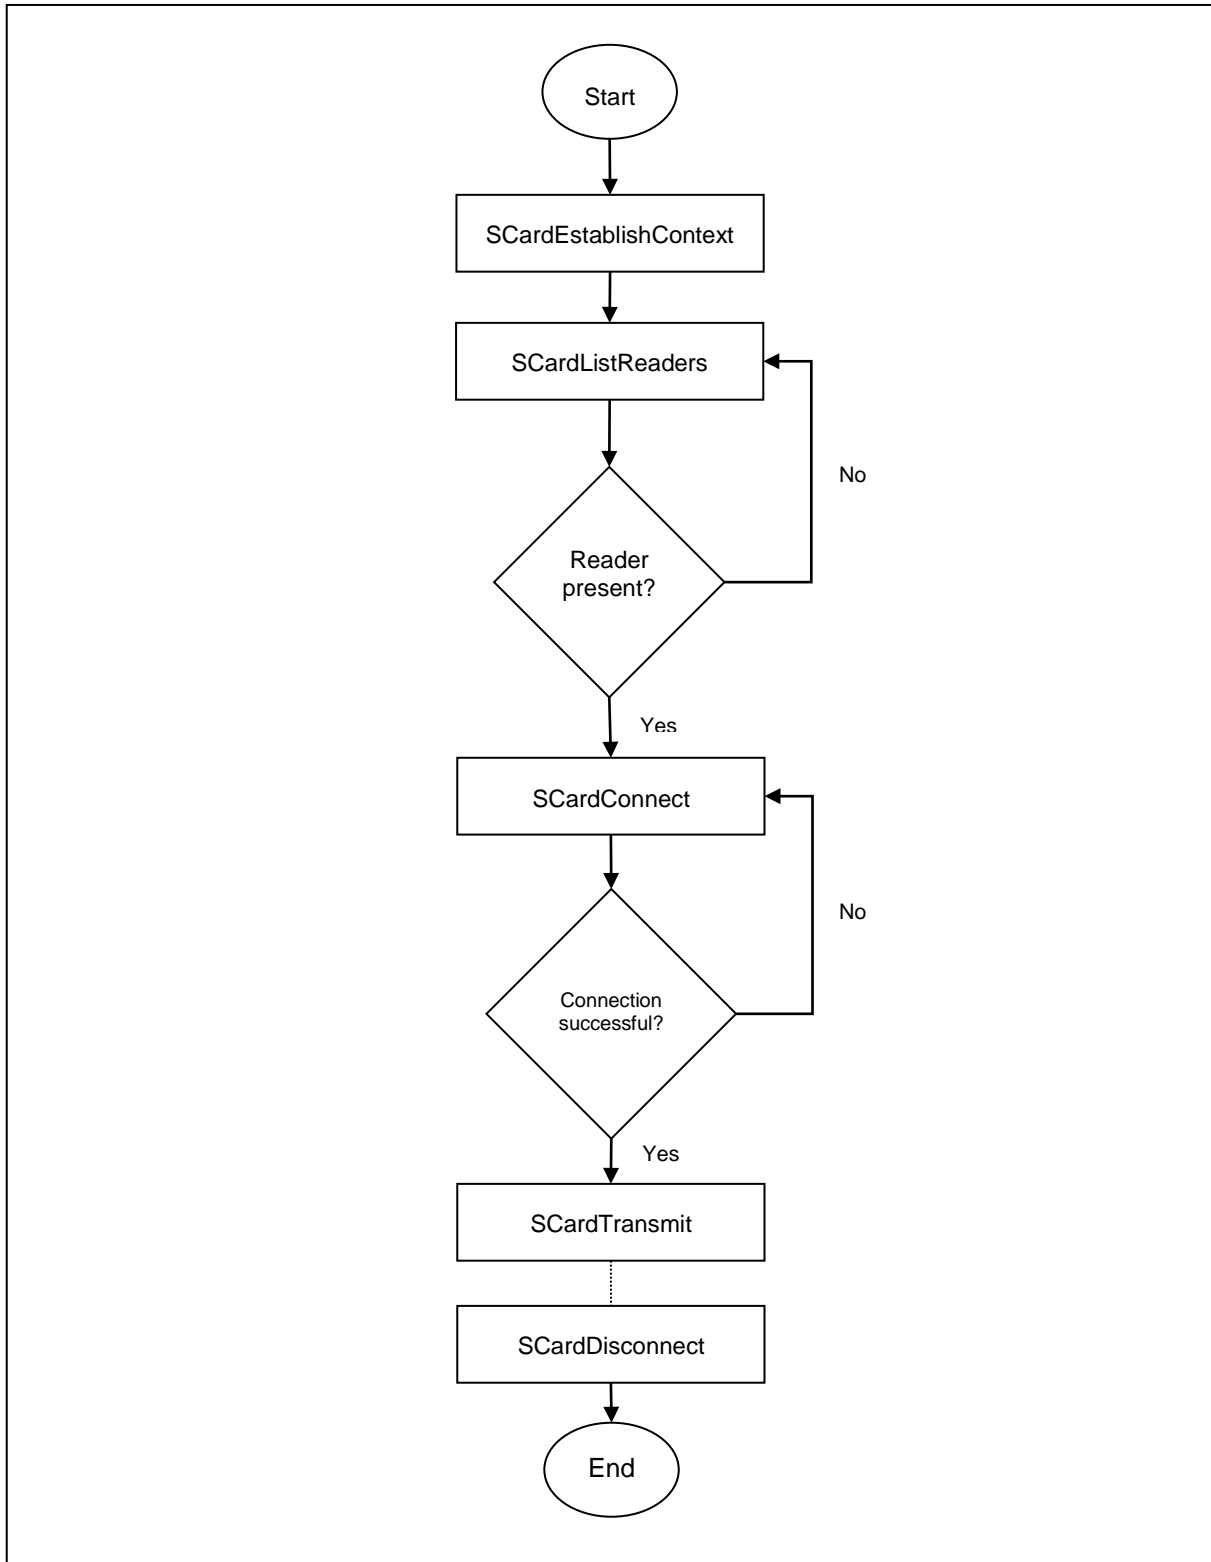 Start
SCardEstablishContext
SCardListReaders
No
Reader
present?
Yes
SCardConnect
No
Connection
successful?
Yes
SCardTransmit
SCardDisconnect
End